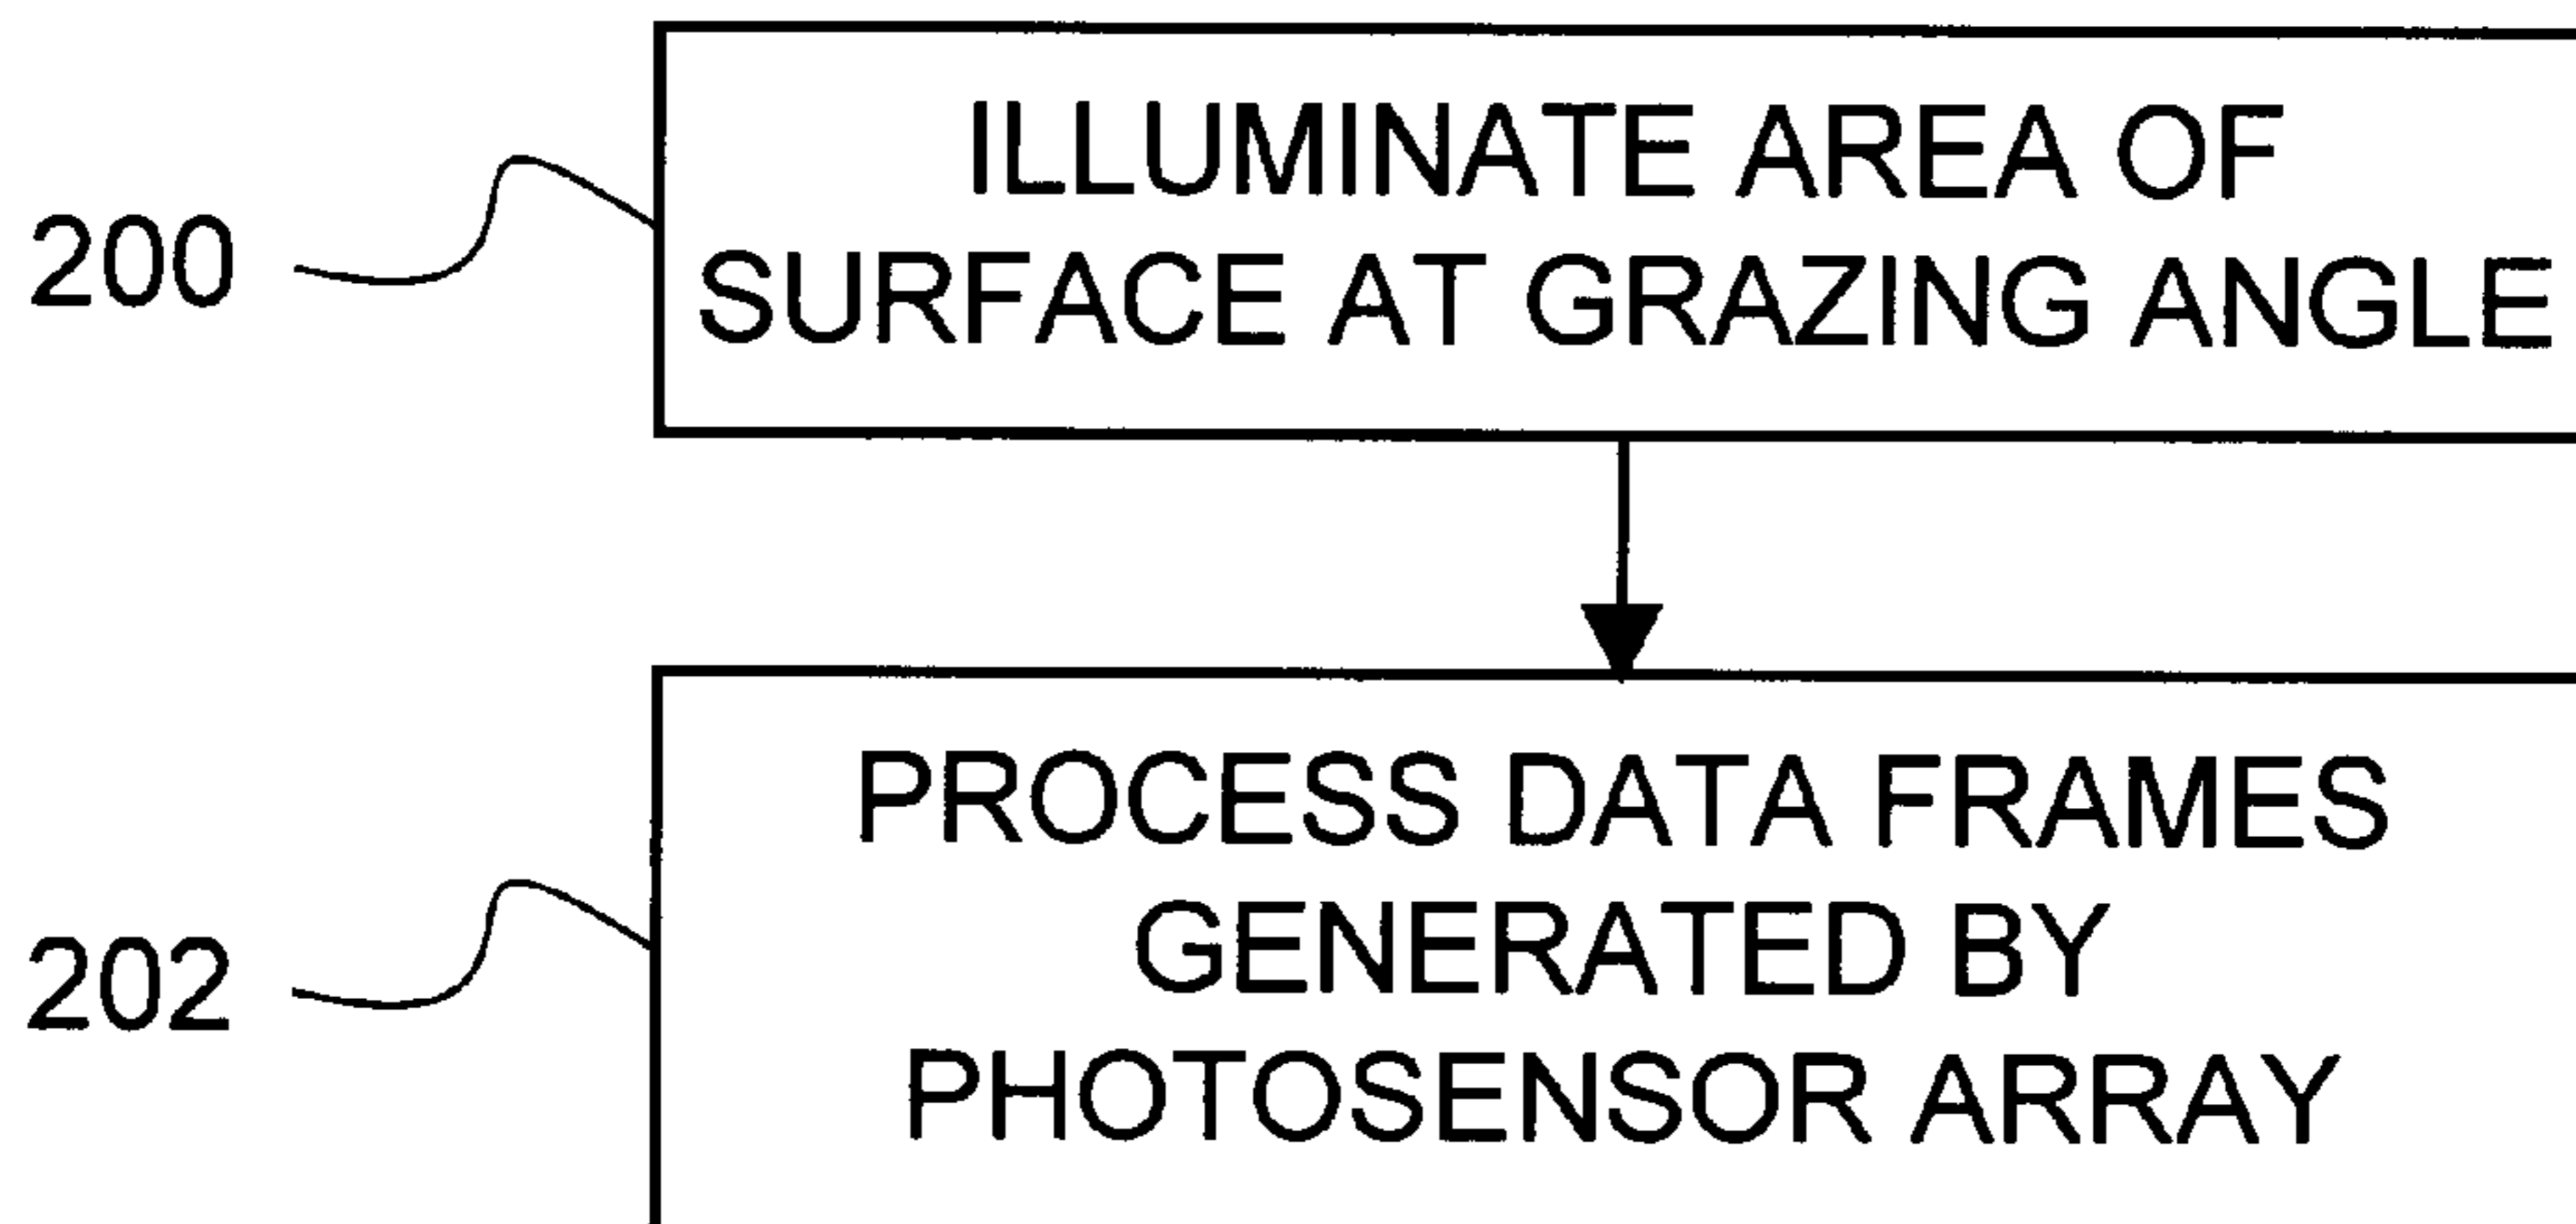 200
ILLUMINATE AREA OF
SURFACE AT GRAZING ANGLE
202
PROCESS DATA FRAMES
GENERATED BY
PHOTOSENSOR ARRAY